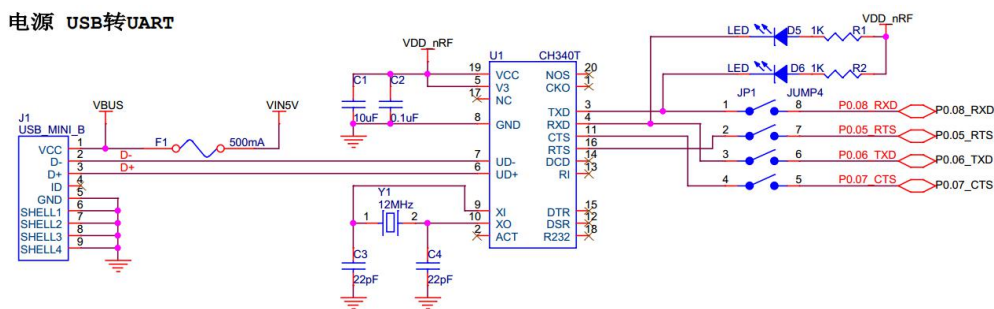 电源 USB转UART
J1
USB_MINI_B
VCC 1
D- 2
D+ 3
ID 4
GND 5
SHELL1 6
SHELL2 7
SHELL3 8
SHELL4 9
VBUS
D-
D+
F1
500mA
VIN5V
VDD_nRF
C1
10uF
C2
0.1uF
Y1
12MHz
1 2
C3
22pF
C4
22pF
U1 CH340T
19 VCC
5 V3
17 NC
8 GND
7 UD-
6 UD+
9 XI
10 XO
2 ACT
NOS 20
CKO 1
TXD 3
RXD 4
CTS 11
RTS 16
DCD 14
RI 13
DTR 15
DSR 12
R232 18
VDD_nRF
LED D5 1K R1
LED D6 1K R2
JP1 JUMP4
1 8 P0.08_RXD P0.08_RXD
2 7 P0.05_RTS P0.05_RTS
3 6 P0.06_TXD P0.06_TXD
4 5 P0.07_CTS P0.07_CTS